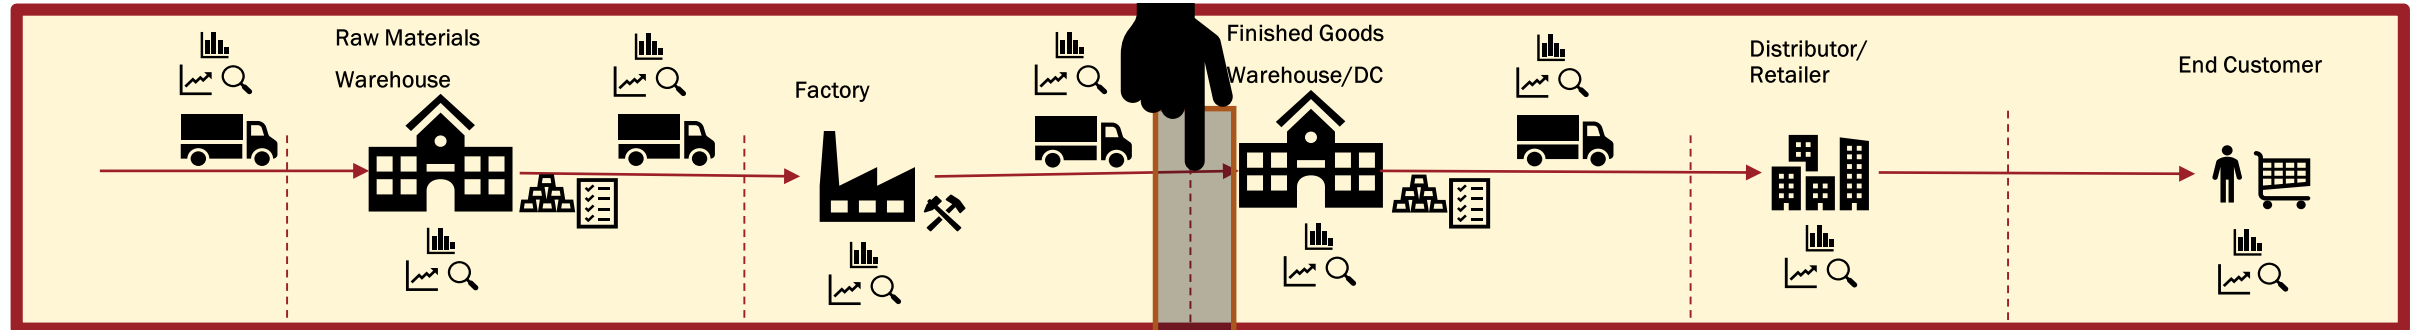 Raw Materials
Warehouse
Factory
Finished Goods
Warehouse/DC
Distributor/
Retailer
End Customer